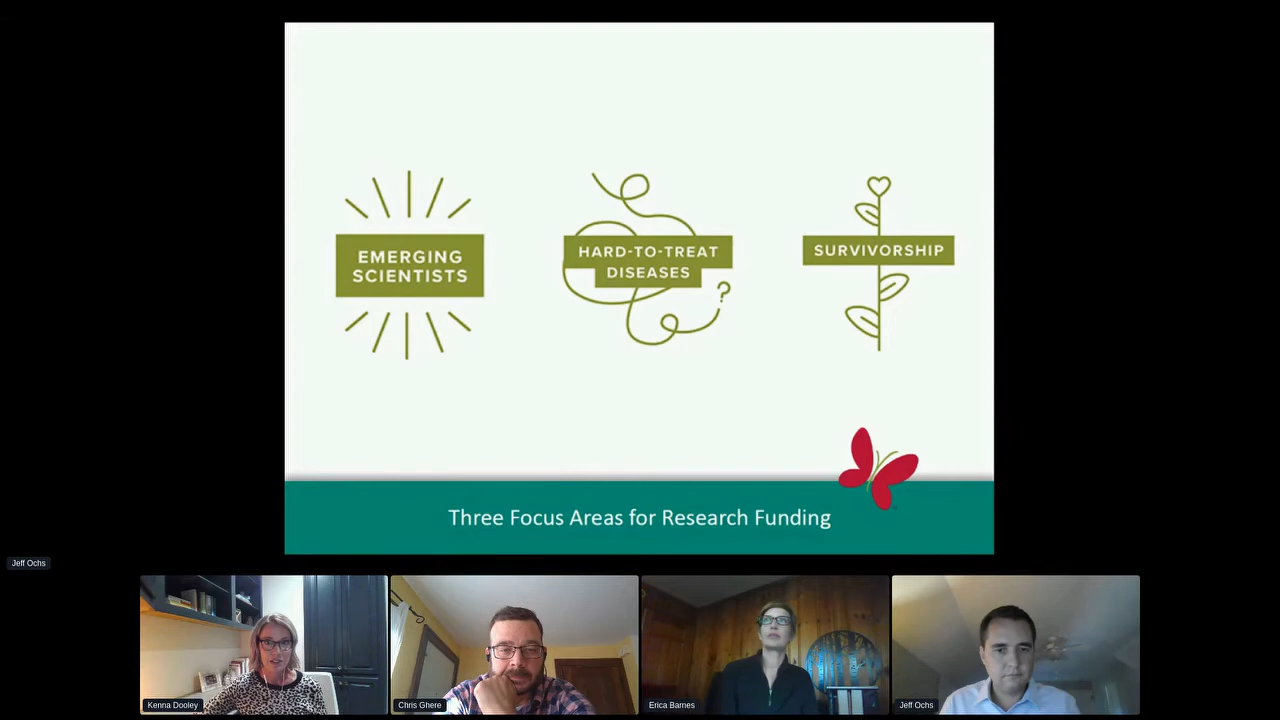 EMERGING
SCIENTISTS
HARD-TO-TREAT
DISEASES
?
SURVIVORSHIP
Three Focus Areas for Research Funding
Jeff Ochs
Kenna Dooley
Chris Ghere
Erica Barnes
Jeff Ochs